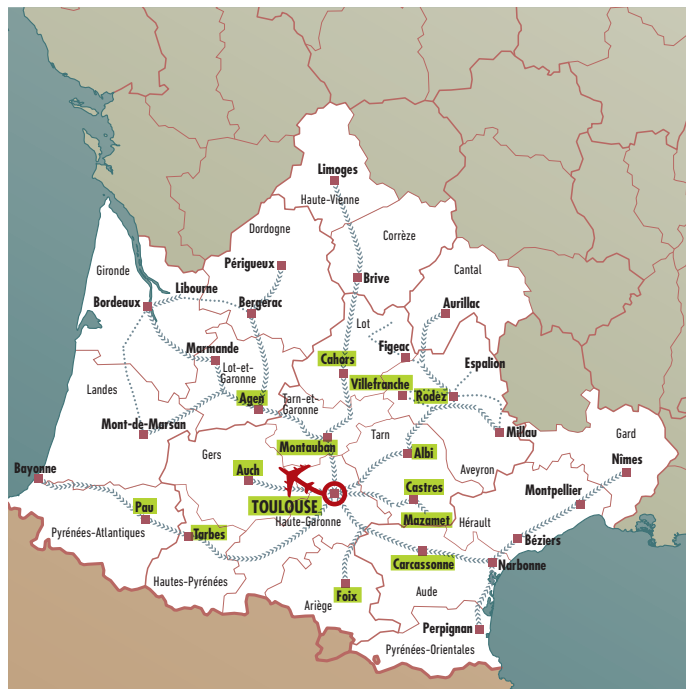 Limoges
Haute-Vienne
Dordogne
Corrèze
Gironde
Périgueux
Cantal
Brive
Libourne
Bordeaux
Bergerac
Aurillac
Lot
Marmande
Figeac
Cahors
Espalion
Lot-et-
Garonne
Villefranche
Landes
Agen
Rodez
Tarn-et-
Garonne
Mont-de-Marsan
Tarn
Millau
Gard
Montauban
Gers
Albi
Aveyron
Nîmes
Bayonne
Auch
Castres
Montpellier
Pau
TOULOUSE
Mazamet
Haute-Garonne
Hérault
Pyrénées-Atlantiques
Tarbes
Béziers
Carcassonne
Narbonne
Hautes-Pyrénées
Foix
Aude
Ariège
Perpignan
Pyrénées-Orientales